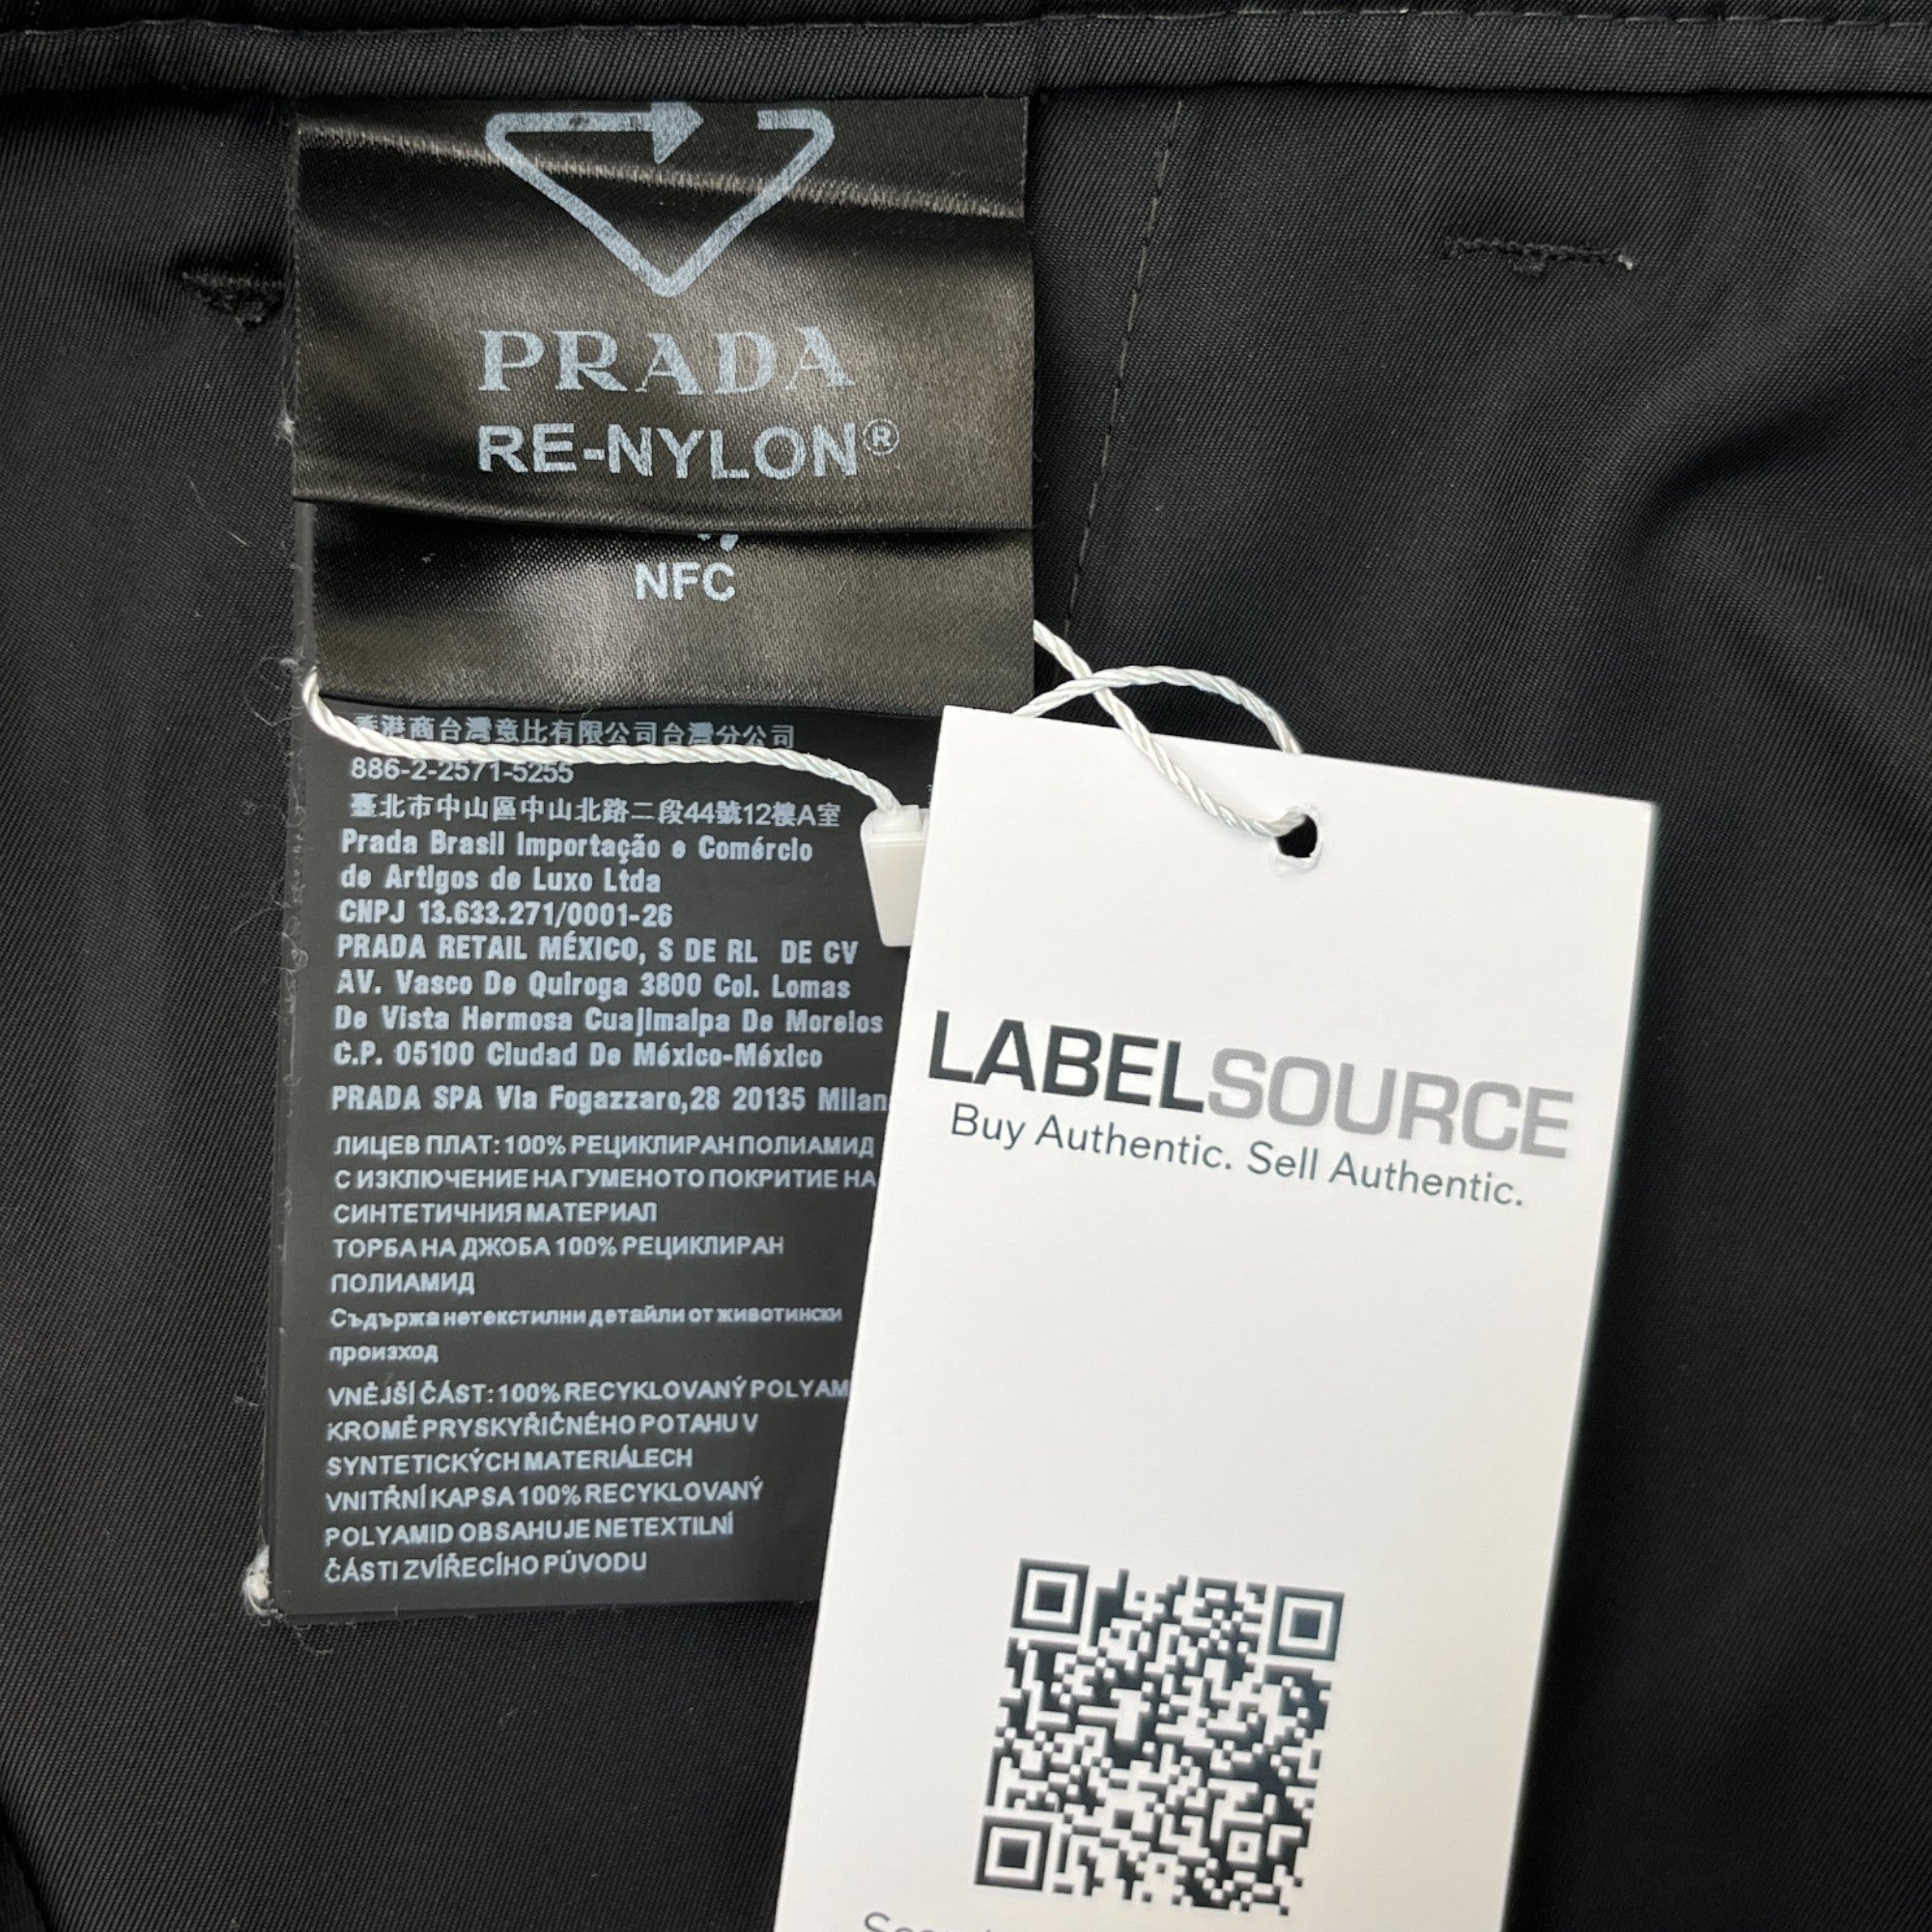 PRADA
RE-NYLON®
NFC
香港商台灣意比有限公司台灣分公司
886-2-2571-5255
臺北市中山區中山北路二段44號12樓A室
Prada Brasil Importação e Comércio
de Artigos de Luxo Ltda
CNPJ 13.633.271/0001-26
PRADA RETAIL MÉXICO, S DE RL DE CV
AV. Vasco De Quiroga 3800 Col. Lomas
De Vista Hermosa Cuajimalpa De Morelos
C.P. 05100 Ciudad De México-México
PRADA SPA Via Fogazzaro,28 20135 Milan
ЛИЦЕВ ПЛАТ: 100% РЕЦИКЛИРАН ПОЛИАМИД
С ИЗКЛЮЧЕНИЕ НА ГУМЕНОТО ПОКРИТИЕ НА
СИНТЕТИЧНИЯ МАТЕРИАЛ
ТОРБА НА ДЖОБА 100% РЕЦИКЛИРАН
ПОЛИАМИД
Съдържа нетекстилни детайли от животински
произход
VNĚJŠÍ ČÁST: 100% RECYKLOVANÝ POLYAM
KROMĚ PRYSKYŘIČNÉHO POTAHU V
SYNTETICKÝCH MATERIÁLECH
VNITŘNÍ KAPSA 100% RECYKLOVANÝ
POLYAMID OBSAHUJE NETEXTILNÍ
ČÁSTI ZVÍŘECÍHO PŮVODU
LABELSOURCE
Buy Authentic. Sell Authentic.